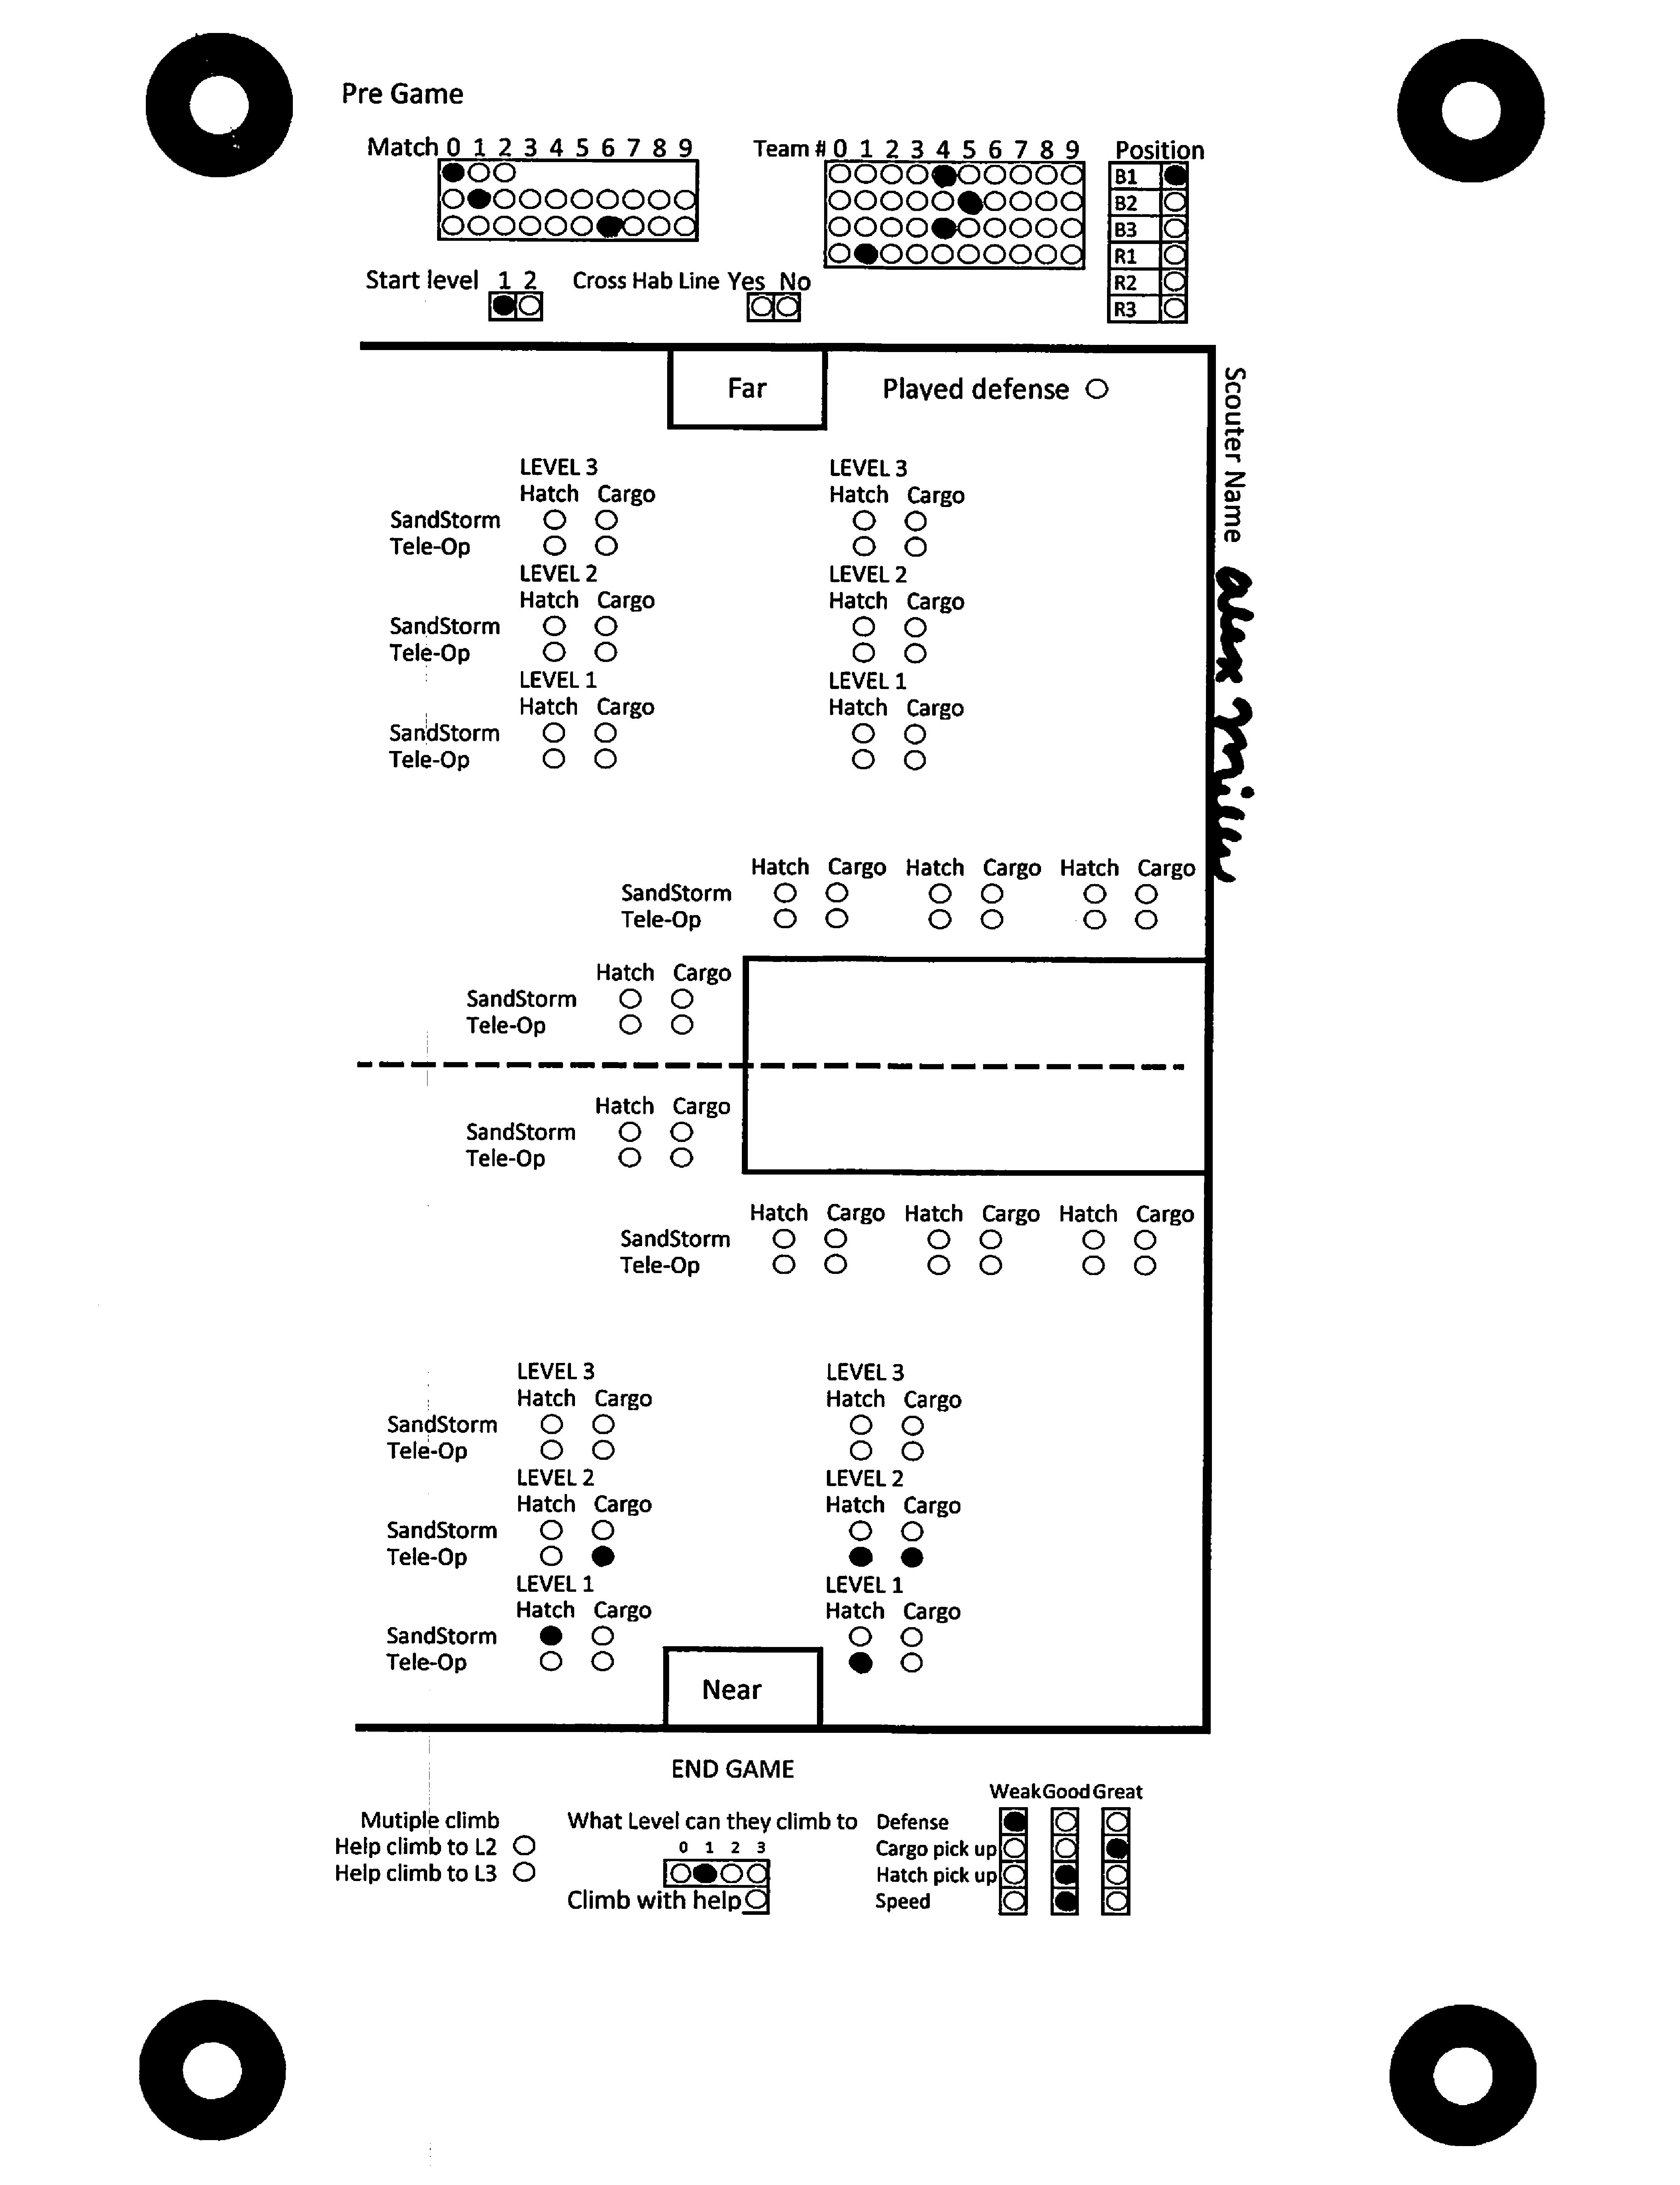 Pre Game
Match 0 1 2 3 4 5 6 7 8 9
Team # 0 1 2 3 4 5 6 7 8 9
Position
B1
B2
B3
R1
R2
R3
Start level 1 2
Cross Hab Line Yes No
Far
Played defense
Scouter Name alex miller
LEVEL 3 LEVEL 3
Hatch Cargo Hatch Cargo
SandStorm
Tele-Op
LEVEL 2 LEVEL 2
Hatch Cargo Hatch Cargo
SandStorm
Tele-Op
LEVEL 1 LEVEL 1
Hatch Cargo Hatch Cargo
SandStorm
Tele-Op
Hatch Cargo Hatch Cargo Hatch Cargo
SandStorm
Tele-Op
Hatch Cargo
SandStorm
Tele-Op
Hatch Cargo
SandStorm
Tele-Op
Hatch Cargo Hatch Cargo Hatch Cargo
SandStorm
Tele-Op
LEVEL 3 LEVEL 3
Hatch Cargo Hatch Cargo
SandStorm
Tele-Op
LEVEL 2 LEVEL 2
Hatch Cargo Hatch Cargo
SandStorm
Tele-Op
LEVEL 1 LEVEL 1
Hatch Cargo Hatch Cargo
SandStorm
Tele-Op
Near
END GAME
Mutiple climb
Help climb to L2
Help climb to L3
What Level can they climb to
0 1 2 3
Climb with help
Weak Good Great
Defense
Cargo pick up
Hatch pick up
Speed